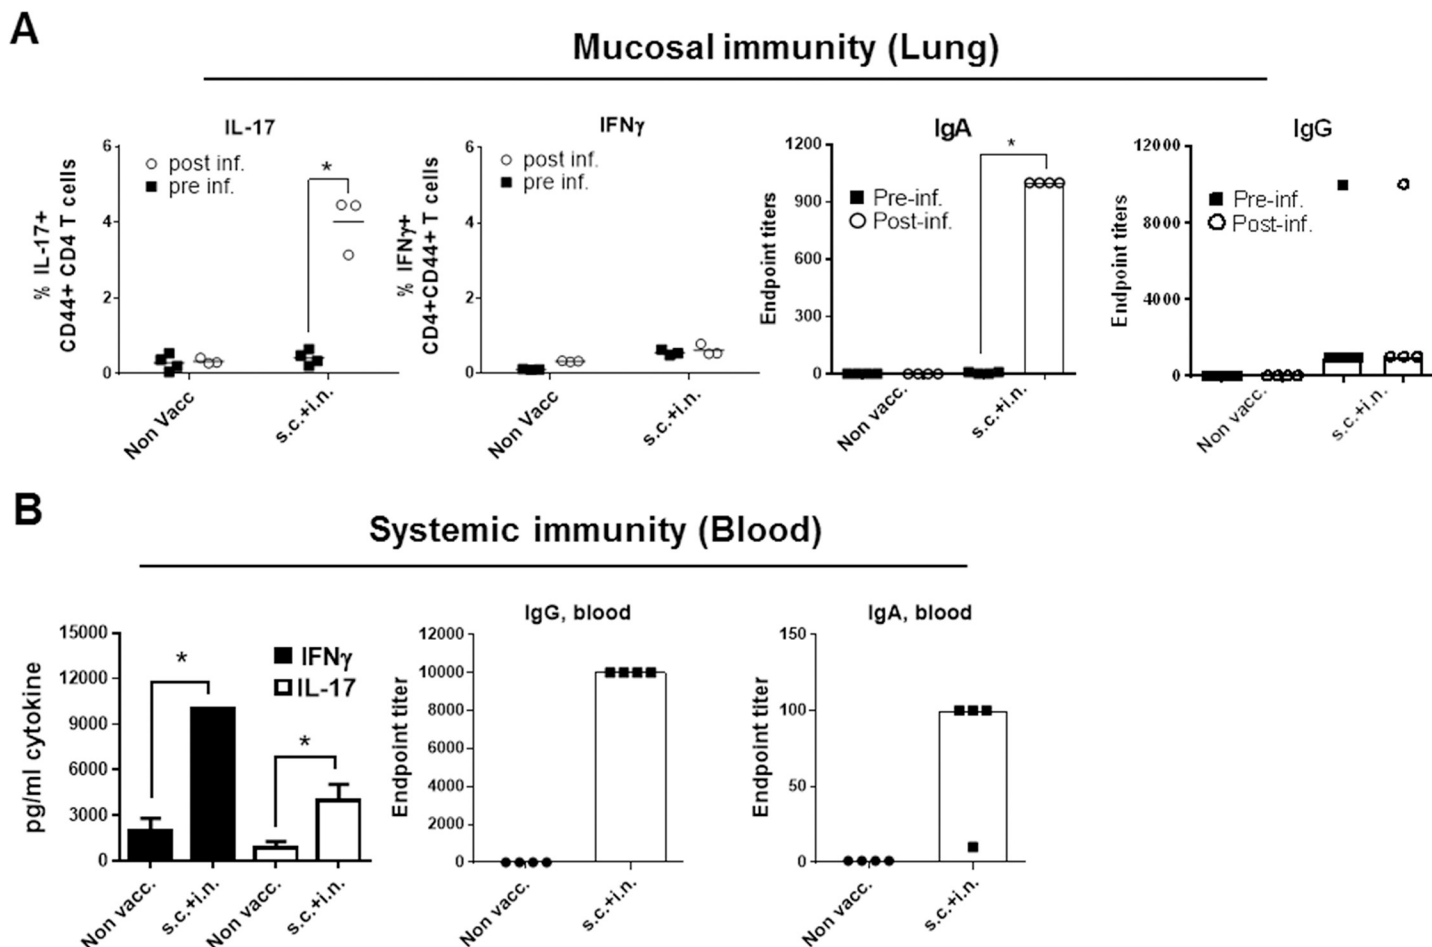 A
Mucosal immunity (Lung)
IL-17
% IL-17+
CD44+ CD4 T cells
6
4
2
0
post inf.
pre inf.
*
Non Vacc
s.c.+i.n.
IFNγ
% IFNγ+
CD4+CD44+ T cells
6
4
2
0
post inf.
pre inf.
Non Vacc
s.c.+i.n.
IgA
Endpoint titers
1200
900
600
300
0
Pre-inf.
Post-inf.
*
Non vacc.
s.c.+i.n.
IgG
Endpoint titers
12000
8000
4000
0
Pre-inf.
Post-inf.
Non vacc.
s.c.+i.n.
B
Systemic immunity (Blood)
pg/ml cytokine
15000
12000
9000
6000
3000
0
*
*
IFNγ
IL-17
Non vacc.
s.c.+i.n.
Non vacc.
s.c.+i.n.
IgG, blood
Endpoint titer
12000
10000
8000
6000
4000
2000
0
Non vacc.
s.c.+i.n.
IgA, blood
Endpoint titer
150
100
50
0
Non vacc.
s.c.+i.n.